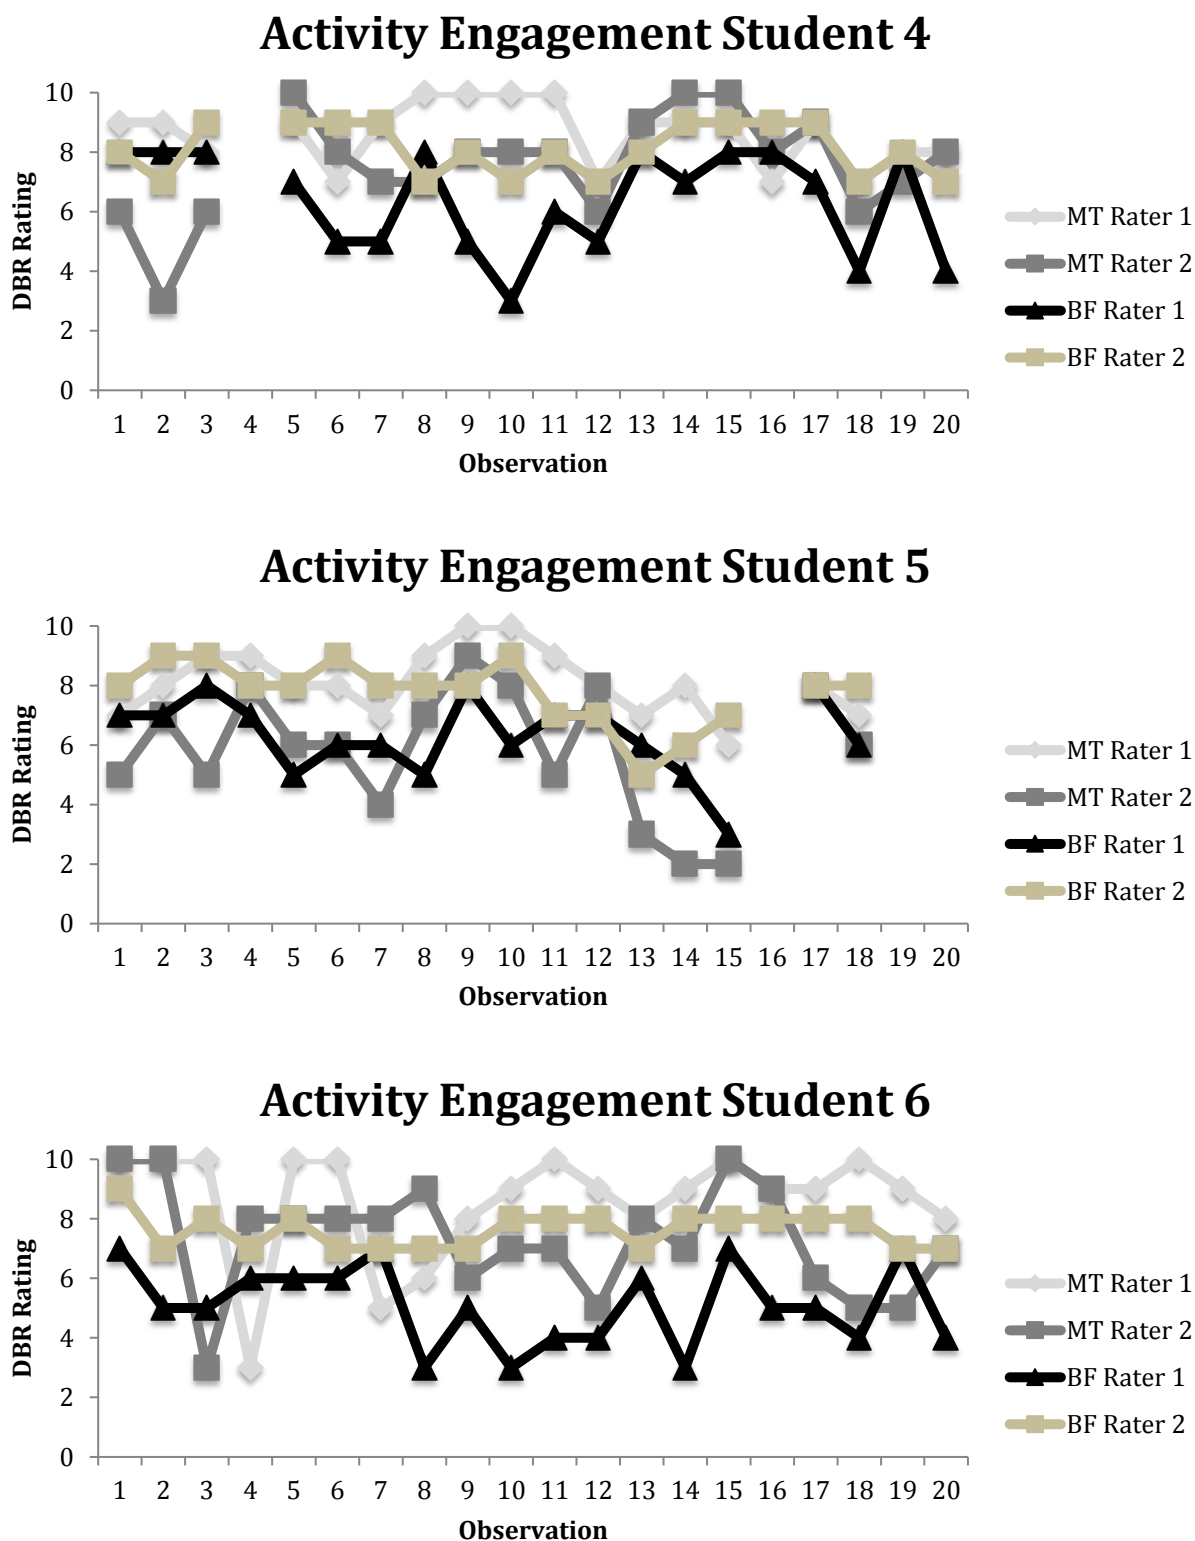 Activity Engagement Student 4
10
8
6
4
2
0
DBR Rating
1 2 3 4 5 6 7 8 9 10 11 12 13 14 15 16 17 18 19 20
Observation
MT Rater 1
MT Rater 2
BF Rater 1
BF Rater 2
Activity Engagement Student 5
10
8
6
4
2
0
DBR Rating
1 2 3 4 5 6 7 8 9 10 11 12 13 14 15 16 17 18 19 20
Observation
MT Rater 1
MT Rater 2
BF Rater 1
BF Rater 2
Activity Engagement Student 6
10
8
6
4
2
0
DBR Rating
1 2 3 4 5 6 7 8 9 10 11 12 13 14 15 16 17 18 19 20
Observation
MT Rater 1
MT Rater 2
BF Rater 1
BF Rater 2